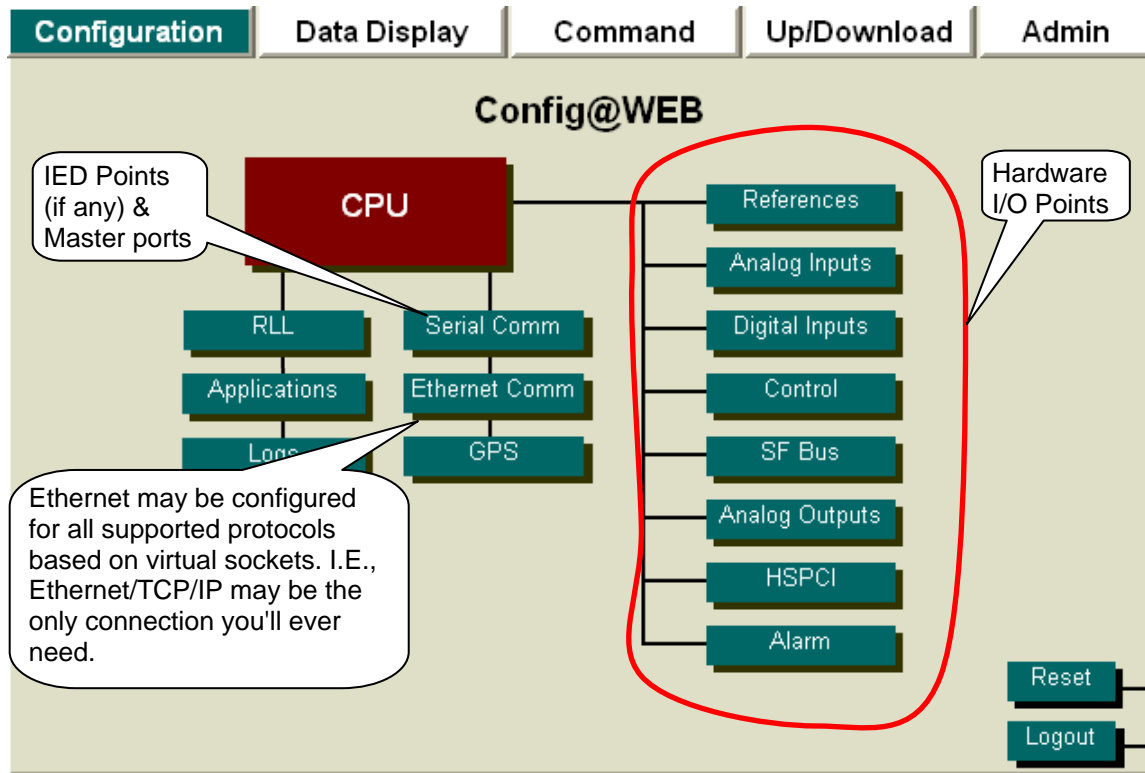 Configuration
Data Display
Command
Up/Download
Admin
Config@WEB
IED Points
(if any) &
Master ports
CPU
Hardware
I/O Points
References
Analog Inputs
Digital Inputs
Control
SF Bus
Analog Outputs
HSPCI
Alarm
RLL
Serial Comm
Applications
Ethernet Comm
Logs
GPS
Ethernet may be configured
for all supported protocols
based on virtual sockets. I.E.,
Ethernet/TCP/IP may be the
only connection you'll ever
need.
Reset
Logout